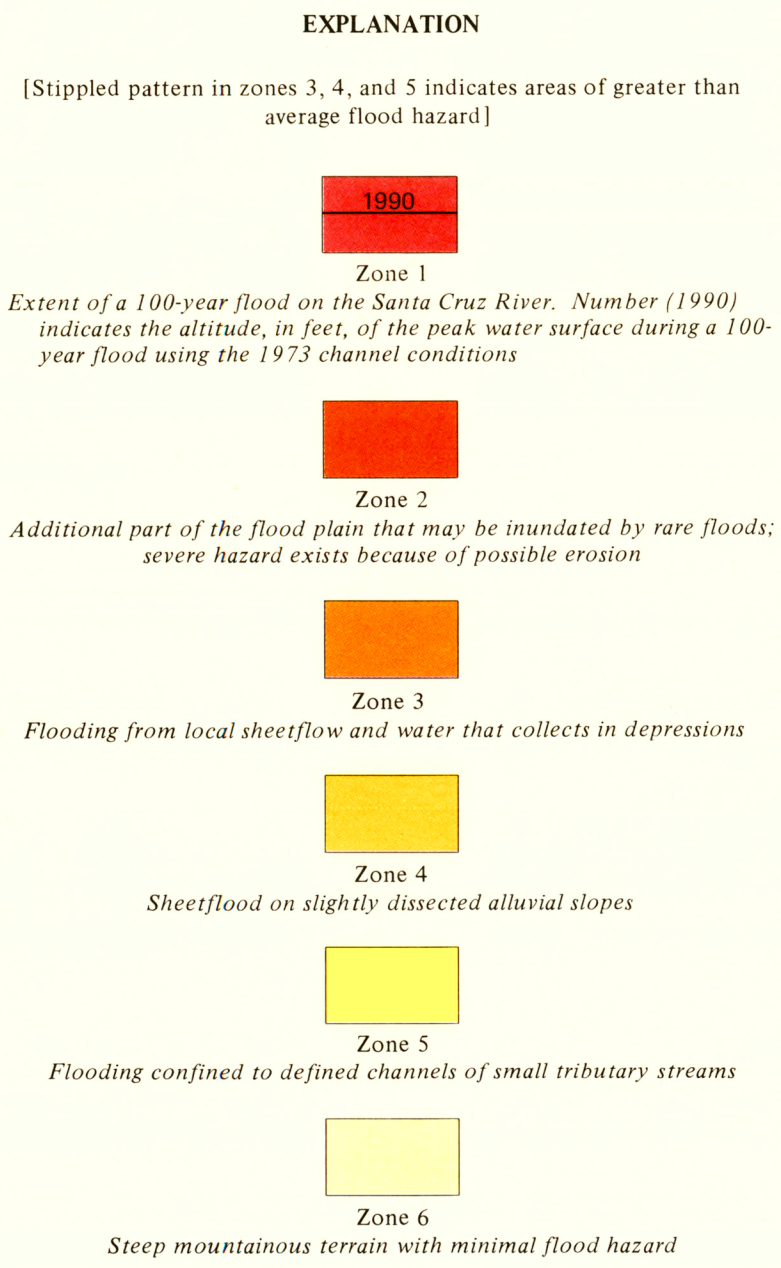 EXPLANATION
[Stippled pattern in zones 3, 4, and 5 indicates areas of greater than
average flood hazard]
1990
Zone 1
Extent of a 100-year flood on the Santa Cruz River. Number (1990)
indicates the altitude, in feet, of the peak water surface during a 100-
year flood using the 1973 channel conditions
Zone 2
Additional part of the flood plain that may be inundated by rare floods;
severe hazard exists because of possible erosion
Zone 3
Flooding from local sheetflow and water that collects in depressions
Zone 4
Sheetflood on slightly dissected alluvial slopes
Zone 5
Flooding confined to defined channels of small tributary streams
Zone 6
Steep mountainous terrain with minimal flood hazard